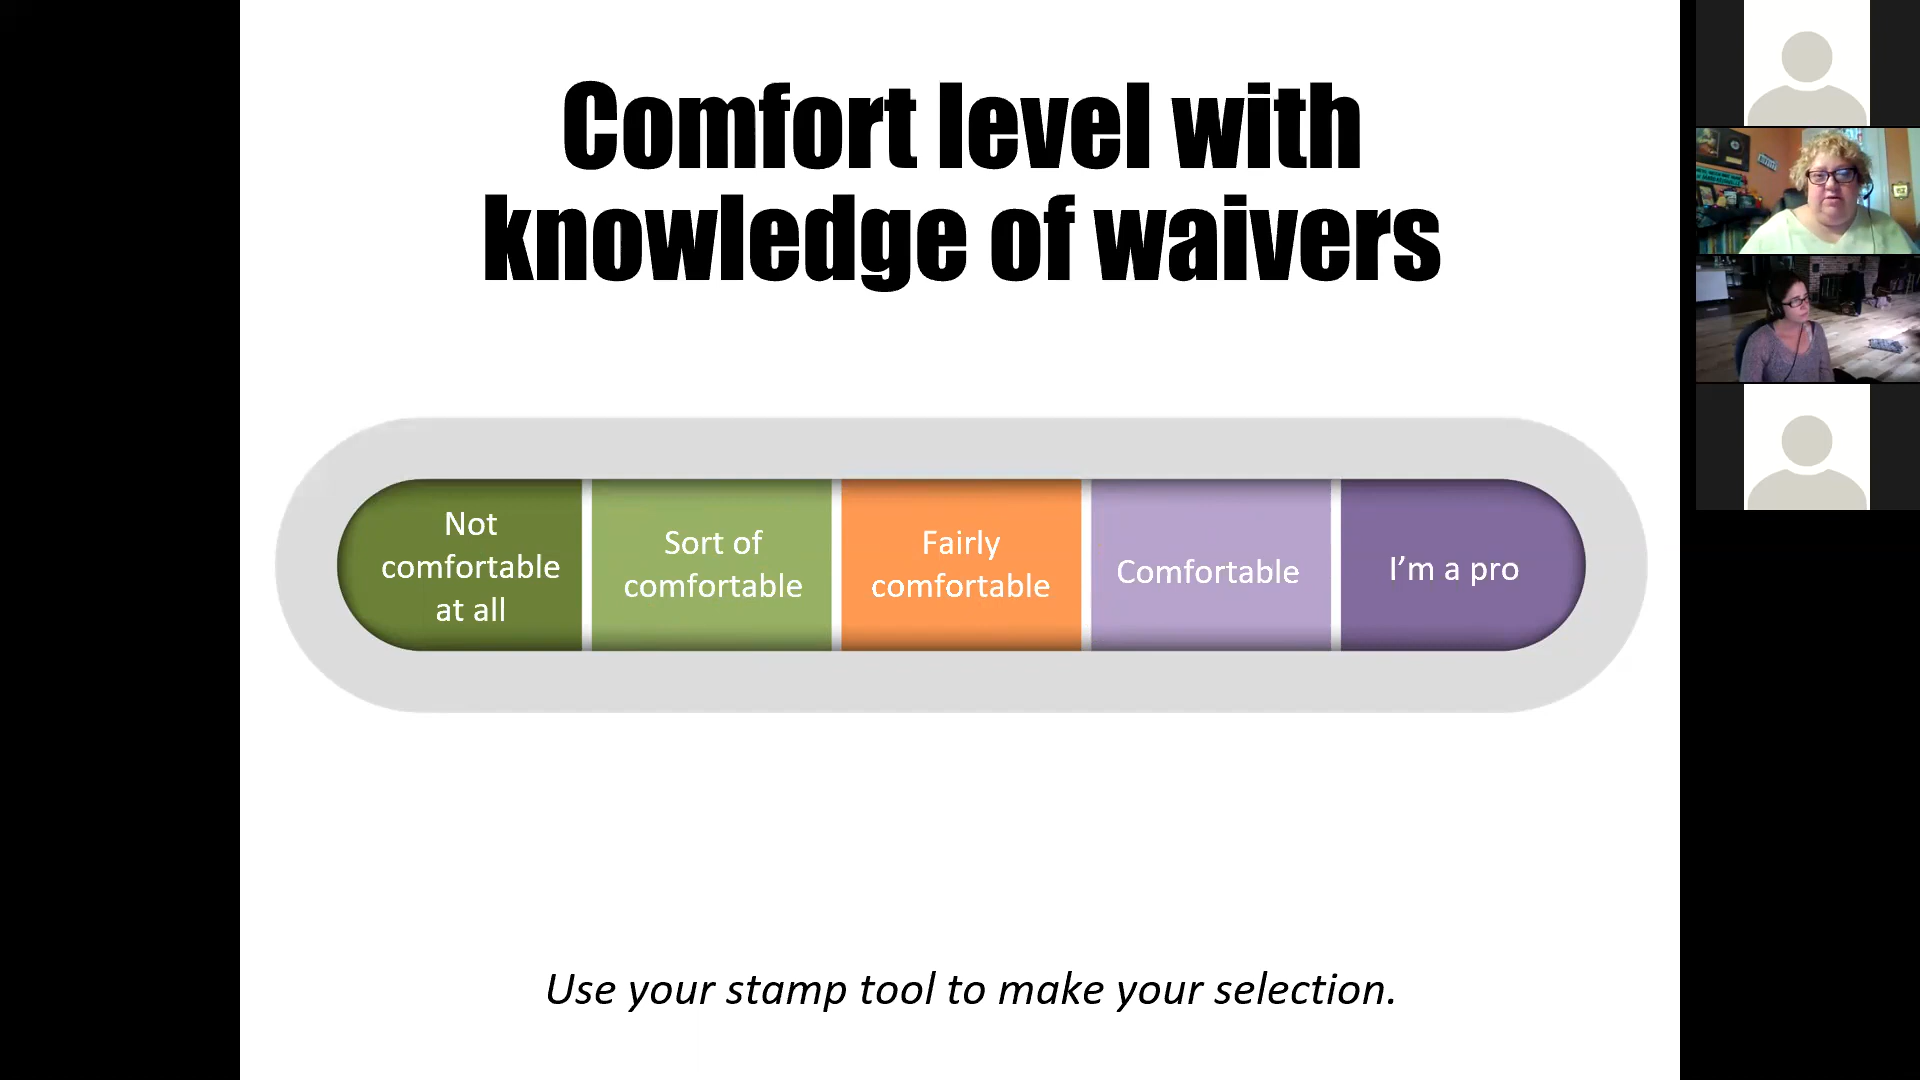 Comfort level with
knowledge of waivers
Not
comfortable
at all
Sort of
comfortable
Fairly
comfortable
Comfortable
I’m a pro
Use your stamp tool to make your selection.